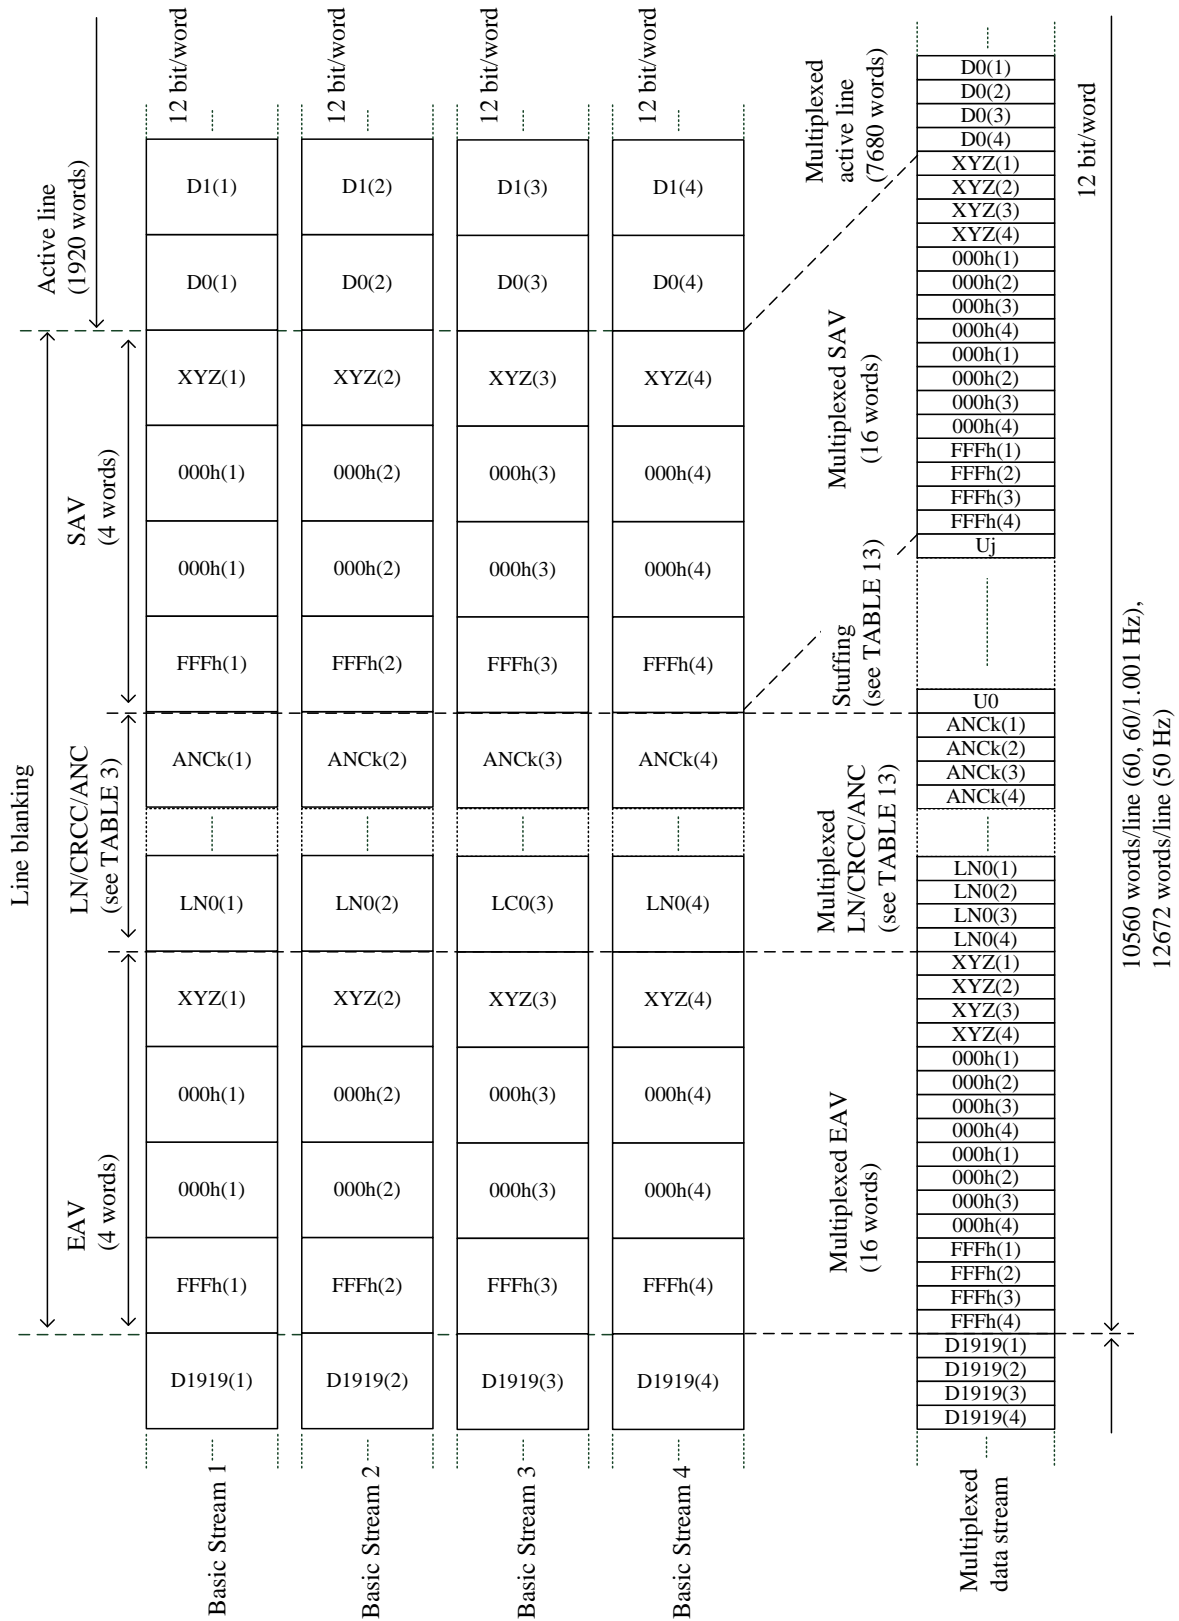 12 bit/word
12 bit/word
12 bit/word
12 bit/word
12 bit/word
Active line
(1920 words)
Line blanking
SAV
(4 words)
LN/CRCC/ANC
(see TABLE 3)
EAV
(4 words)
D1(1)
D0(1)
XYZ(1)
000h(1)
000h(1)
FFFh(1)
ANCk(1)
LN0(1)
XYZ(1)
000h(1)
000h(1)
FFFh(1)
D1919(1)
Basic Stream 1
D1(2)
D0(2)
XYZ(2)
000h(2)
000h(2)
FFFh(2)
ANCk(2)
LN0(2)
XYZ(2)
000h(2)
000h(2)
FFFh(2)
D1919(2)
Basic Stream 2
D1(3)
D0(3)
XYZ(3)
000h(3)
000h(3)
FFFh(3)
ANCk(3)
LC0(3)
XYZ(3)
000h(3)
000h(3)
FFFh(3)
D1919(3)
Basic Stream 3
D1(4)
D0(4)
XYZ(4)
000h(4)
000h(4)
FFFh(4)
ANCk(4)
LN0(4)
XYZ(4)
000h(4)
000h(4)
FFFh(4)
D1919(4)
Basic Stream 4
Multiplexed
active line
(7680 words)
Multiplexed SAV
(16 words)
Stuffing
(see TABLE 13)
Multiplexed
LN/CRCC/ANC
(see TABLE 13)
Multiplexed EAV
(16 words)
D0(1)
D0(2)
D0(3)
D0(4)
XYZ(1)
XYZ(2)
XYZ(3)
XYZ(4)
000h(1)
000h(2)
000h(3)
000h(4)
000h(1)
000h(2)
000h(3)
000h(4)
FFFh(1)
FFFh(2)
FFFh(3)
FFFh(4)
Uj
U0
ANCk(1)
ANCk(2)
ANCk(3)
ANCk(4)
LN0(1)
LN0(2)
LN0(3)
LN0(4)
XYZ(1)
XYZ(2)
XYZ(3)
XYZ(4)
000h(1)
000h(2)
000h(3)
000h(4)
000h(1)
000h(2)
000h(3)
000h(4)
FFFh(1)
FFFh(2)
FFFh(3)
FFFh(4)
D1919(1)
D1919(2)
D1919(3)
D1919(4)
Multiplexed
data stream
10560 words/line (60, 60/1.001 Hz),
12672 words/line (50 Hz)